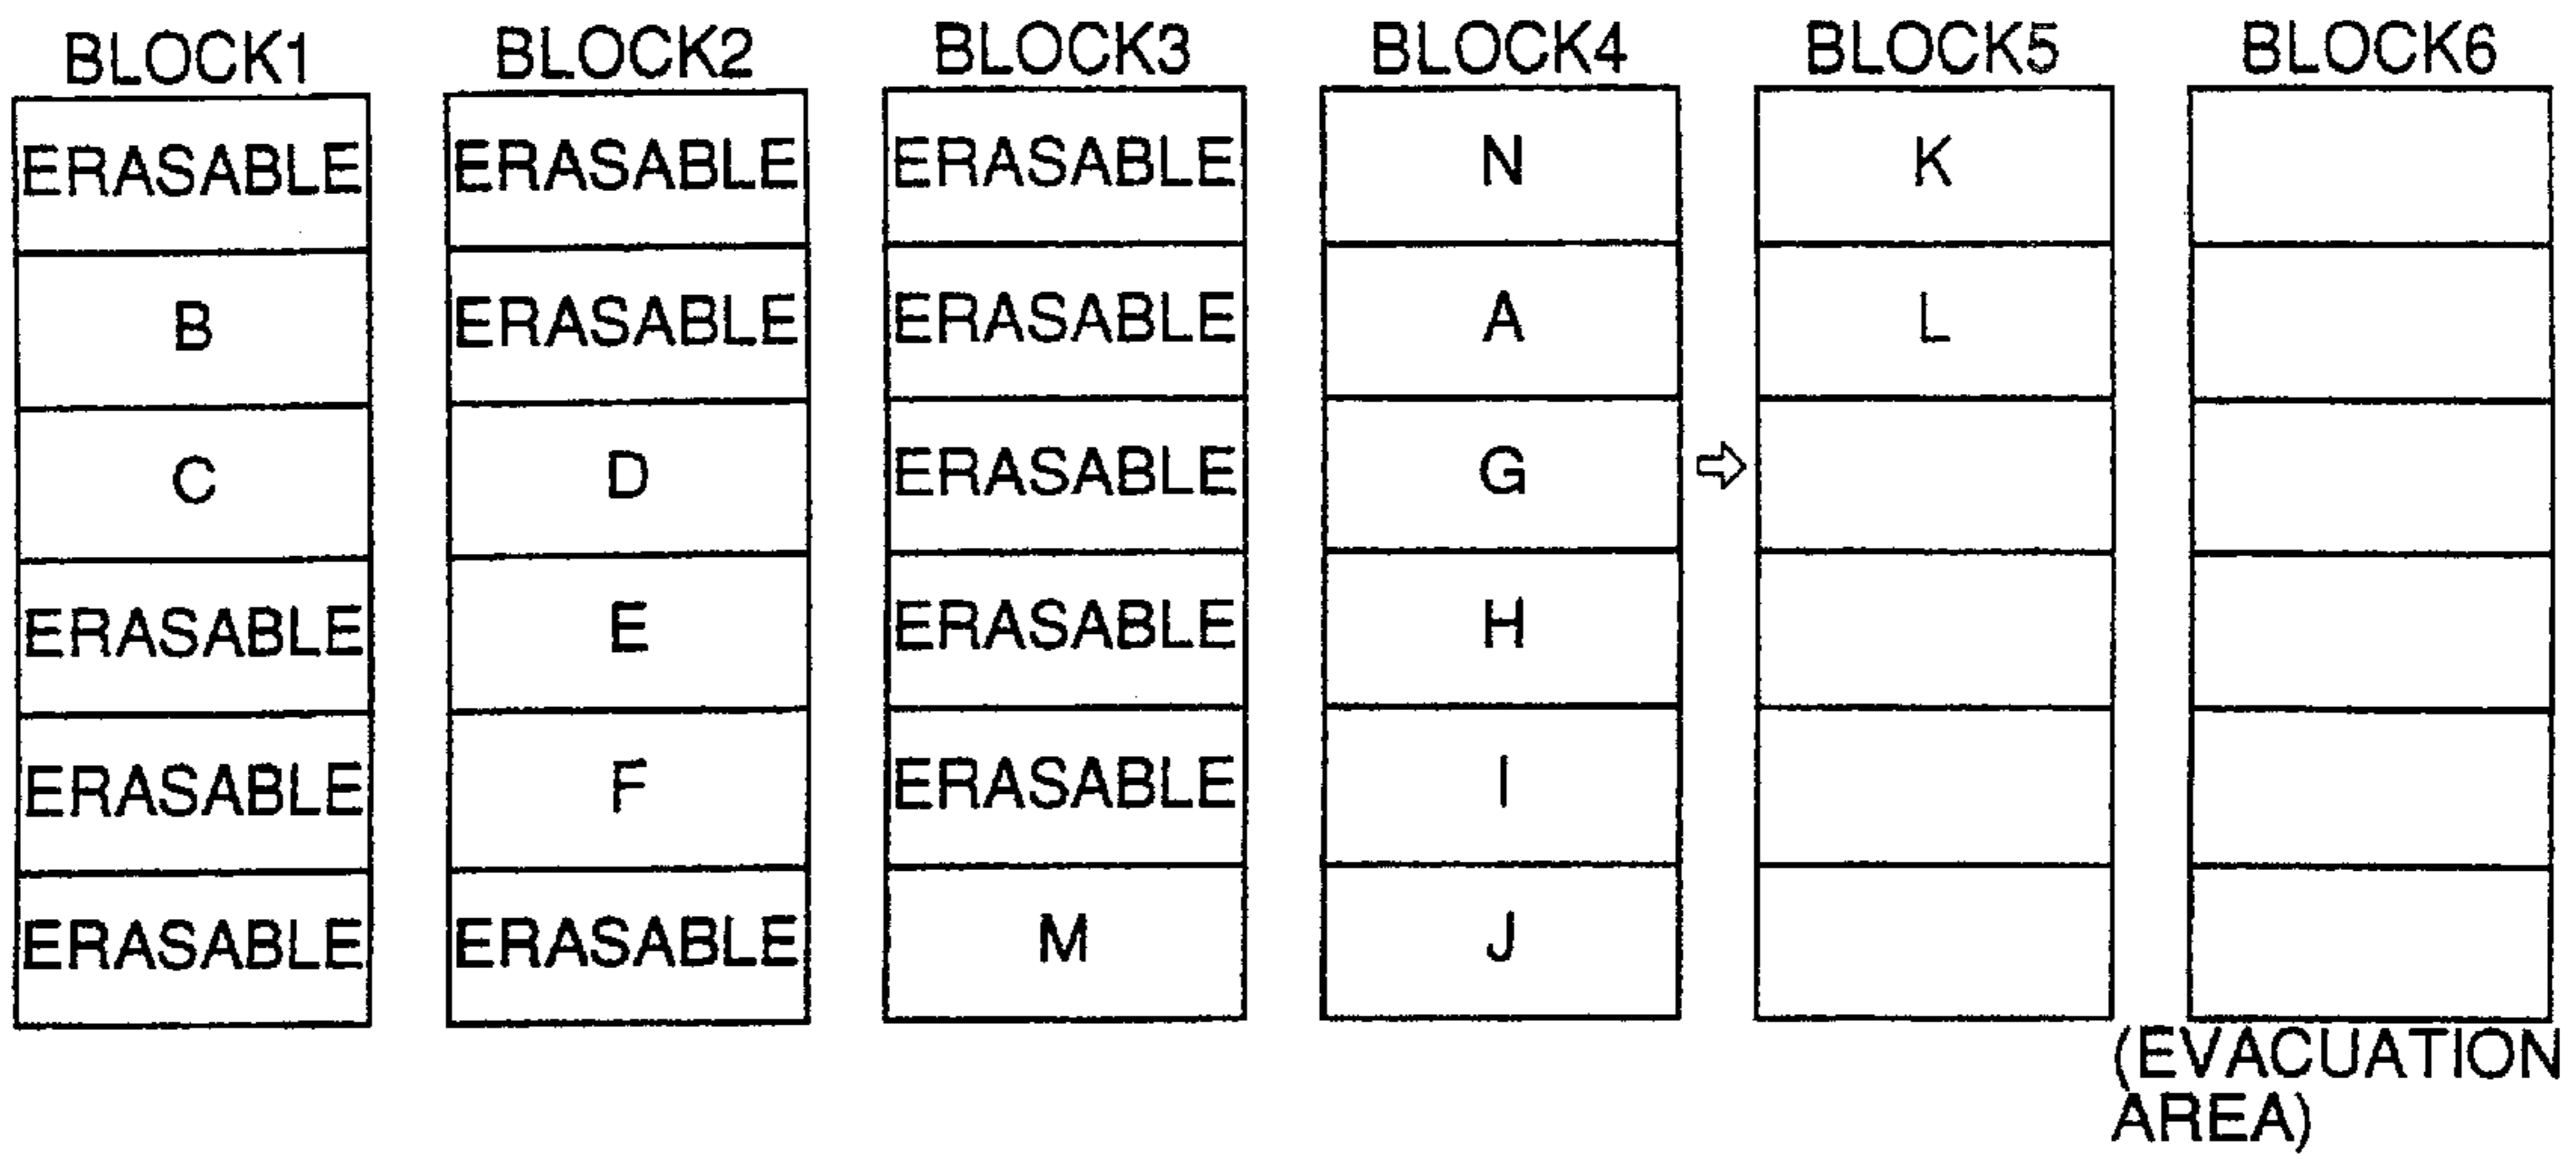 BLOCK1 BLOCK2 BLOCK3 BLOCK4 BLOCK5 BLOCK6
ERASABLE ERASABLE ERASABLE N K
B ERASABLE ERASABLE A L
C D ERASABLE G
ERASABLE E ERASABLE H
ERASABLE F ERASABLE I
ERASABLE ERASABLE M J
(EVACUATION
AREA)